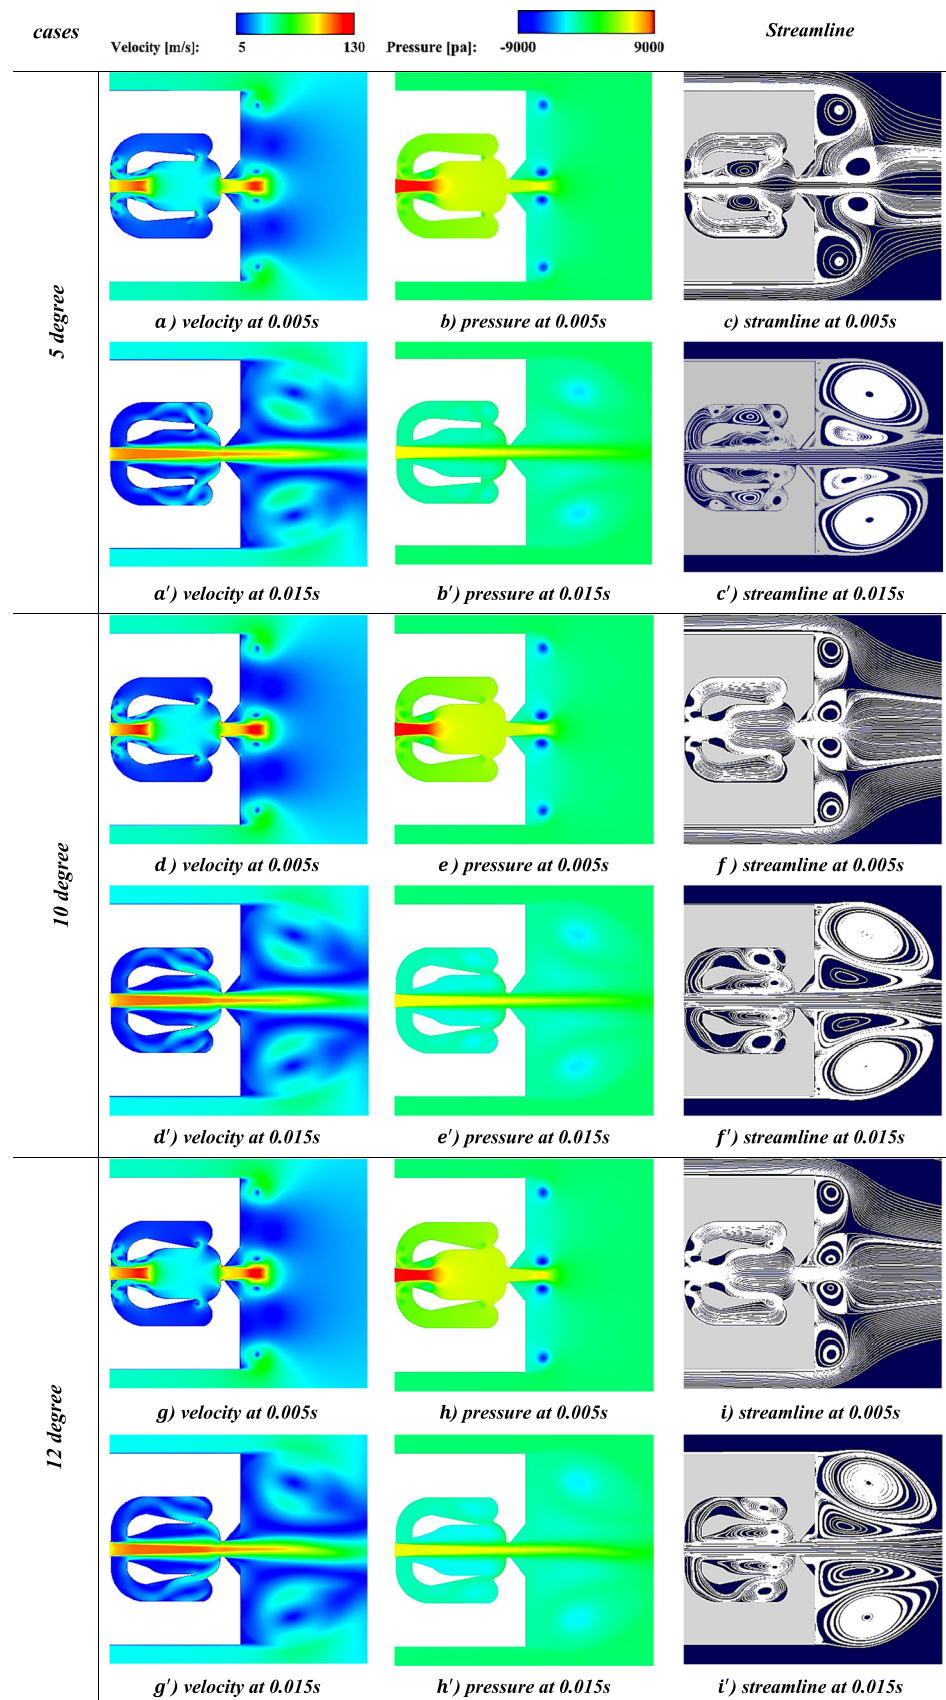 cases
Velocity [m/s]: 5 130
Pressure [pa]: -9000 9000
Streamline
5 degree
a) velocity at 0.005s
b) pressure at 0.005s
c) stramline at 0.005s
a') velocity at 0.015s
b') pressure at 0.015s
c') streamline at 0.015s
10 degree
d) velocity at 0.005s
e) pressure at 0.005s
f) streamline at 0.005s
d') velocity at 0.015s
e') pressure at 0.015s
f') streamline at 0.015s
12 degree
g) velocity at 0.005s
h) pressure at 0.005s
i) streamline at 0.005s
g') velocity at 0.015s
h') pressure at 0.015s
i') streamline at 0.015s